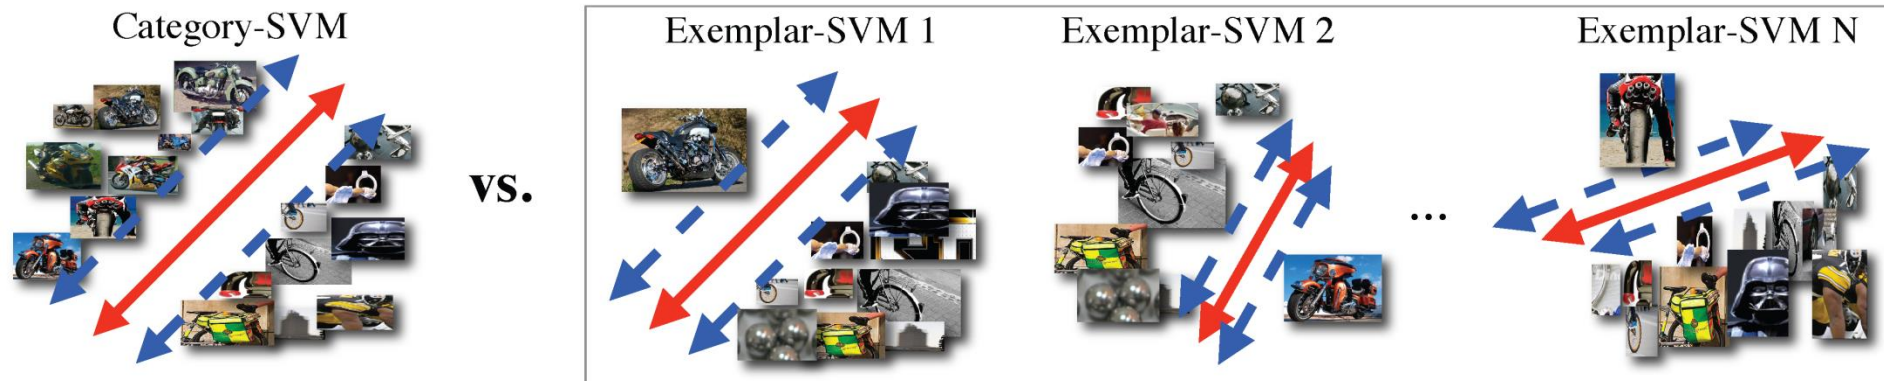 Category-SVM
vs.
Exemplar-SVM 1
Exemplar-SVM 2
...
Exemplar-SVM N